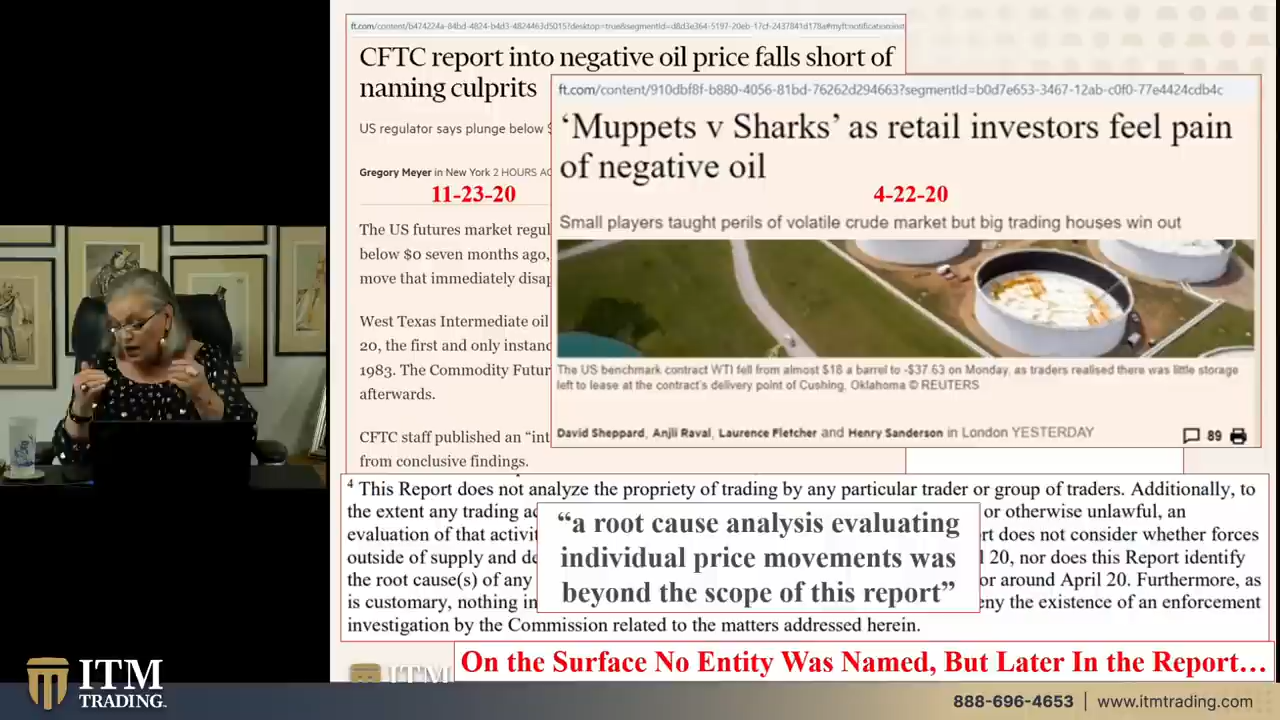 ft.com/content/b474224a-84bd-4824-b4d3-4824463d5015?desktop=true&segmentId=d8d3e364-5197-20eb-17cf-2437841d178a#myft:notification:inst
CFTC report into negative oil price falls short of
naming culprits
US regulator says plunge below $
Gregory Meyer in New York 2 HOURS AG
11-23-20
The US futures market regul
below $0 seven months ago,
move that immediately disap
West Texas Intermediate oil
20, the first and only instanc
1983. The Commodity Futur
afterwards.
CFTC staff published an “int
from conclusive findings.
ft.com/content/910dbf8f-b880-4056-81bd-76262d294663?segmentId=b0d7e653-3467-12ab-c0f0-77e4424cdb4c
‘Muppets v Sharks’ as retail investors feel pain
of negative oil
4-22-20
Small players taught perils of volatile crude market but big trading houses win out
The US benchmark contract WTI fell from almost $18 a barrel to -$37.63 on Monday, as traders realised there was little storage
left to lease at the contract's delivery point of Cushing, Oklahoma © REUTERS
David Sheppard, Anjli Raval, Laurence Fletcher and Henry Sanderson in London YESTERDAY
89
4 This Report does not analyze the propriety of trading by any particular trader or group of traders. Additionally, to
the extent any trading ac or otherwise unlawful, an
evaluation of that activit rt does not consider whether forces
outside of supply and de l 20, nor does this Report identify
the root cause(s) of any or around April 20. Furthermore, as
is customary, nothing in eny the existence of an enforcement
investigation by the Commission related to the matters addressed herein.
“a root cause analysis evaluating
individual price movements was
beyond the scope of this report”
On the Surface No Entity Was Named, But Later In the Report…
ITM
ITM
TRADING
888-696-4653 | www.itmtrading.com